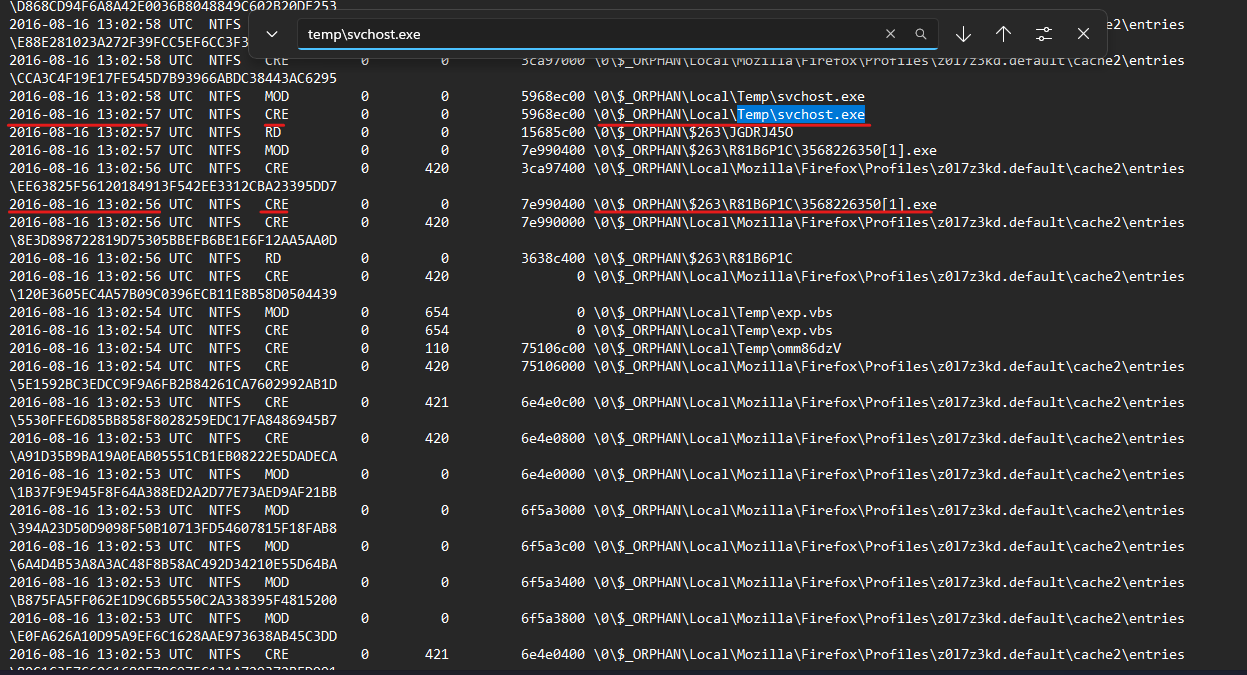 \D868CD94F6A8A42E0036B8048849C602B20DF253
2016-08-16 13:02:58 UTC NTFS che2\entries
\E88E281023A272F39FCC5EF6CC3F3
temp\svchost.exe
2016-08-16 13:02:58 UTC NTFS CRE 0 0 3ca97000 \0\$_ORPHAN\Local\Mozilla\Firefox\Profiles\z0l7z3kd.default\cache2\entries
\CCA3C4F19E17FE545D7B93966ABDC38443AC6295
2016-08-16 13:02:58 UTC NTFS MOD 0 0 5968ec00 \0\$_ORPHAN\Local\Temp\svchost.exe
2016-08-16 13:02:57 UTC NTFS CRE 0 0 5968ec00 \0\$_ORPHAN\Local\Temp\svchost.exe
2016-08-16 13:02:57 UTC NTFS RD 0 0 15685c00 \0\$_ORPHAN\$263\JGDRJ45O
2016-08-16 13:02:57 UTC NTFS MOD 0 0 7e990400 \0\$_ORPHAN\$263\R81B6P1C\3568226350[1].exe
2016-08-16 13:02:56 UTC NTFS CRE 0 420 3ca97400 \0\$_ORPHAN\Local\Mozilla\Firefox\Profiles\z0l7z3kd.default\cache2\entries
\EE63825F56120184913F542EE3312CBA23395DD7
2016-08-16 13:02:56 UTC NTFS CRE 0 0 7e990400 \0\$_ORPHAN\$263\R81B6P1C\3568226350[1].exe
2016-08-16 13:02:56 UTC NTFS CRE 0 420 7e990000 \0\$_ORPHAN\Local\Mozilla\Firefox\Profiles\z0l7z3kd.default\cache2\entries
\8E3D898722819D75305BBEFB6BE1E6F12AA5AA0D
2016-08-16 13:02:56 UTC NTFS RD 0 0 3638c400 \0\$_ORPHAN\$263\R81B6P1C
2016-08-16 13:02:56 UTC NTFS CRE 0 420 0 \0\$_ORPHAN\Local\Mozilla\Firefox\Profiles\z0l7z3kd.default\cache2\entries
\120E3605EC4A57B09C0396ECB11E8B58D0504439
2016-08-16 13:02:54 UTC NTFS MOD 0 654 0 \0\$_ORPHAN\Local\Temp\exp.vbs
2016-08-16 13:02:54 UTC NTFS CRE 0 654 0 \0\$_ORPHAN\Local\Temp\exp.vbs
2016-08-16 13:02:54 UTC NTFS CRE 0 110 75106c00 \0\$_ORPHAN\Local\Temp\omm86dzV
2016-08-16 13:02:54 UTC NTFS CRE 0 420 75106000 \0\$_ORPHAN\Local\Mozilla\Firefox\Profiles\z0l7z3kd.default\cache2\entries
\5E1592BC3EDCC9F9A6FB2B84261CA7602992AB1D
2016-08-16 13:02:53 UTC NTFS CRE 0 421 6e4e0c00 \0\$_ORPHAN\Local\Mozilla\Firefox\Profiles\z0l7z3kd.default\cache2\entries
\5530FFE6D85BB858F8028259EDC17FA8486945B7
2016-08-16 13:02:53 UTC NTFS CRE 0 420 6e4e0800 \0\$_ORPHAN\Local\Mozilla\Firefox\Profiles\z0l7z3kd.default\cache2\entries
\A91D35B9BA19A0EAB05551CB1EB08222E5DADECA
2016-08-16 13:02:53 UTC NTFS MOD 0 0 6e4e0000 \0\$_ORPHAN\Local\Mozilla\Firefox\Profiles\z0l7z3kd.default\cache2\entries
\1B37F9E945F8F64A388ED2A2D77E73AED9AF21BB
2016-08-16 13:02:53 UTC NTFS MOD 0 0 6f5a3000 \0\$_ORPHAN\Local\Mozilla\Firefox\Profiles\z0l7z3kd.default\cache2\entries
\394A23D50D9098F50B10713FD54607815F18FAB8
2016-08-16 13:02:53 UTC NTFS MOD 0 0 6f5a3c00 \0\$_ORPHAN\Local\Mozilla\Firefox\Profiles\z0l7z3kd.default\cache2\entries
\6A4D4B53A8A3AC48F8B58AC492D34210E55D64BA
2016-08-16 13:02:53 UTC NTFS MOD 0 0 6f5a3400 \0\$_ORPHAN\Local\Mozilla\Firefox\Profiles\z0l7z3kd.default\cache2\entries
\B875FA5FF062E1D9C6B5550C2A338395F4815200
2016-08-16 13:02:53 UTC NTFS MOD 0 0 6f5a3800 \0\$_ORPHAN\Local\Mozilla\Firefox\Profiles\z0l7z3kd.default\cache2\entries
\E0FA626A10D95A9EF6C1628AAE973638AB45C3DD
2016-08-16 13:02:53 UTC NTFS CRE 0 421 6e4e0400 \0\$_ORPHAN\Local\Mozilla\Firefox\Profiles\z0l7z3kd.default\cache2\entries